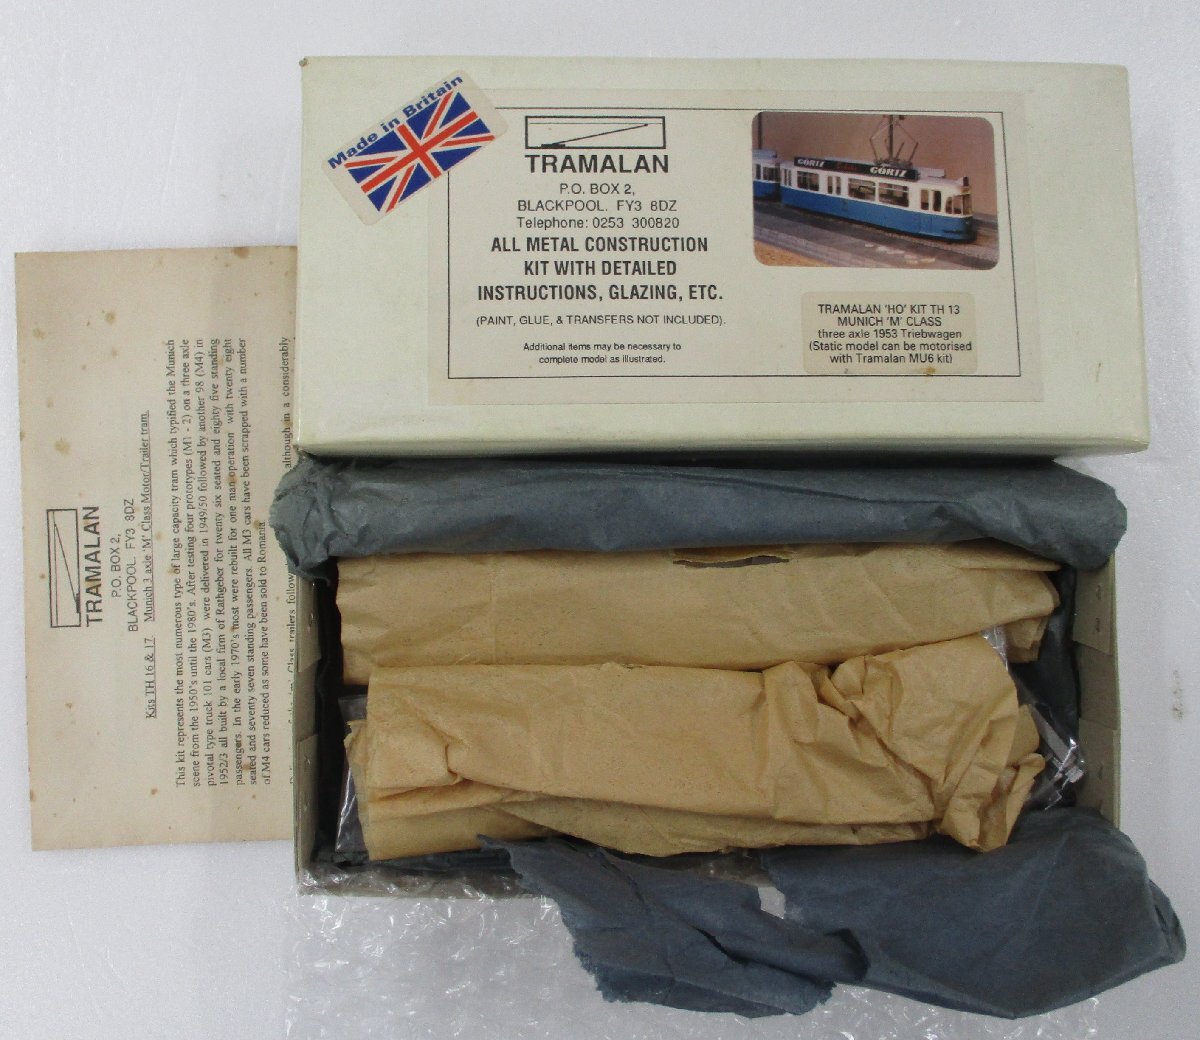 Made in Britain
TRAMALAN
P.O. BOX 2,
BLACKPOOL. FY3 8DZ
Telephone: 0253 300820
ALL METAL CONSTRUCTION
KIT WITH DETAILED
INSTRUCTIONS, GLAZING, ETC.
(PAINT, GLUE, & TRANSFERS NOT INCLUDED).
Additional items may be necessary to
complete model as illustrated.
GÖRTZ
GÖRTZ
TRAMALAN 'HO' KIT TH 13
MUNICH 'M' CLASS
three axle 1953 Triebwagen
(Static model can be motorised
with Tramalan MU6 kit)
TRAMALAN
P.O. BOX 2,
BLACKPOOL. FY3 8DZ
Kits TH 16 & 17 Munich 3 axle 'M' Class Motor/Trailer tram.
This kit represents the most numerous type of large capacity tram which typified the Munich
scene from the 1950's until the 1980's. After testing four prototypes (M1 - 2) on a three axle
pivotal type truck 101 cars (M3) were delivered in 1949/50 followed by another 98 (M4) in
1952/3 all built by a local firm of Rathgeber for twenty six seated and eighty five standing
passengers. In the early 1970's most were rebuilt for one man operation with twenty eight
seated and seventy seven standing passengers. All M3 cars have been scrapped with a number
of M4 cars reduced as some have been sold to Romania
Class trailers follow although in a considerably